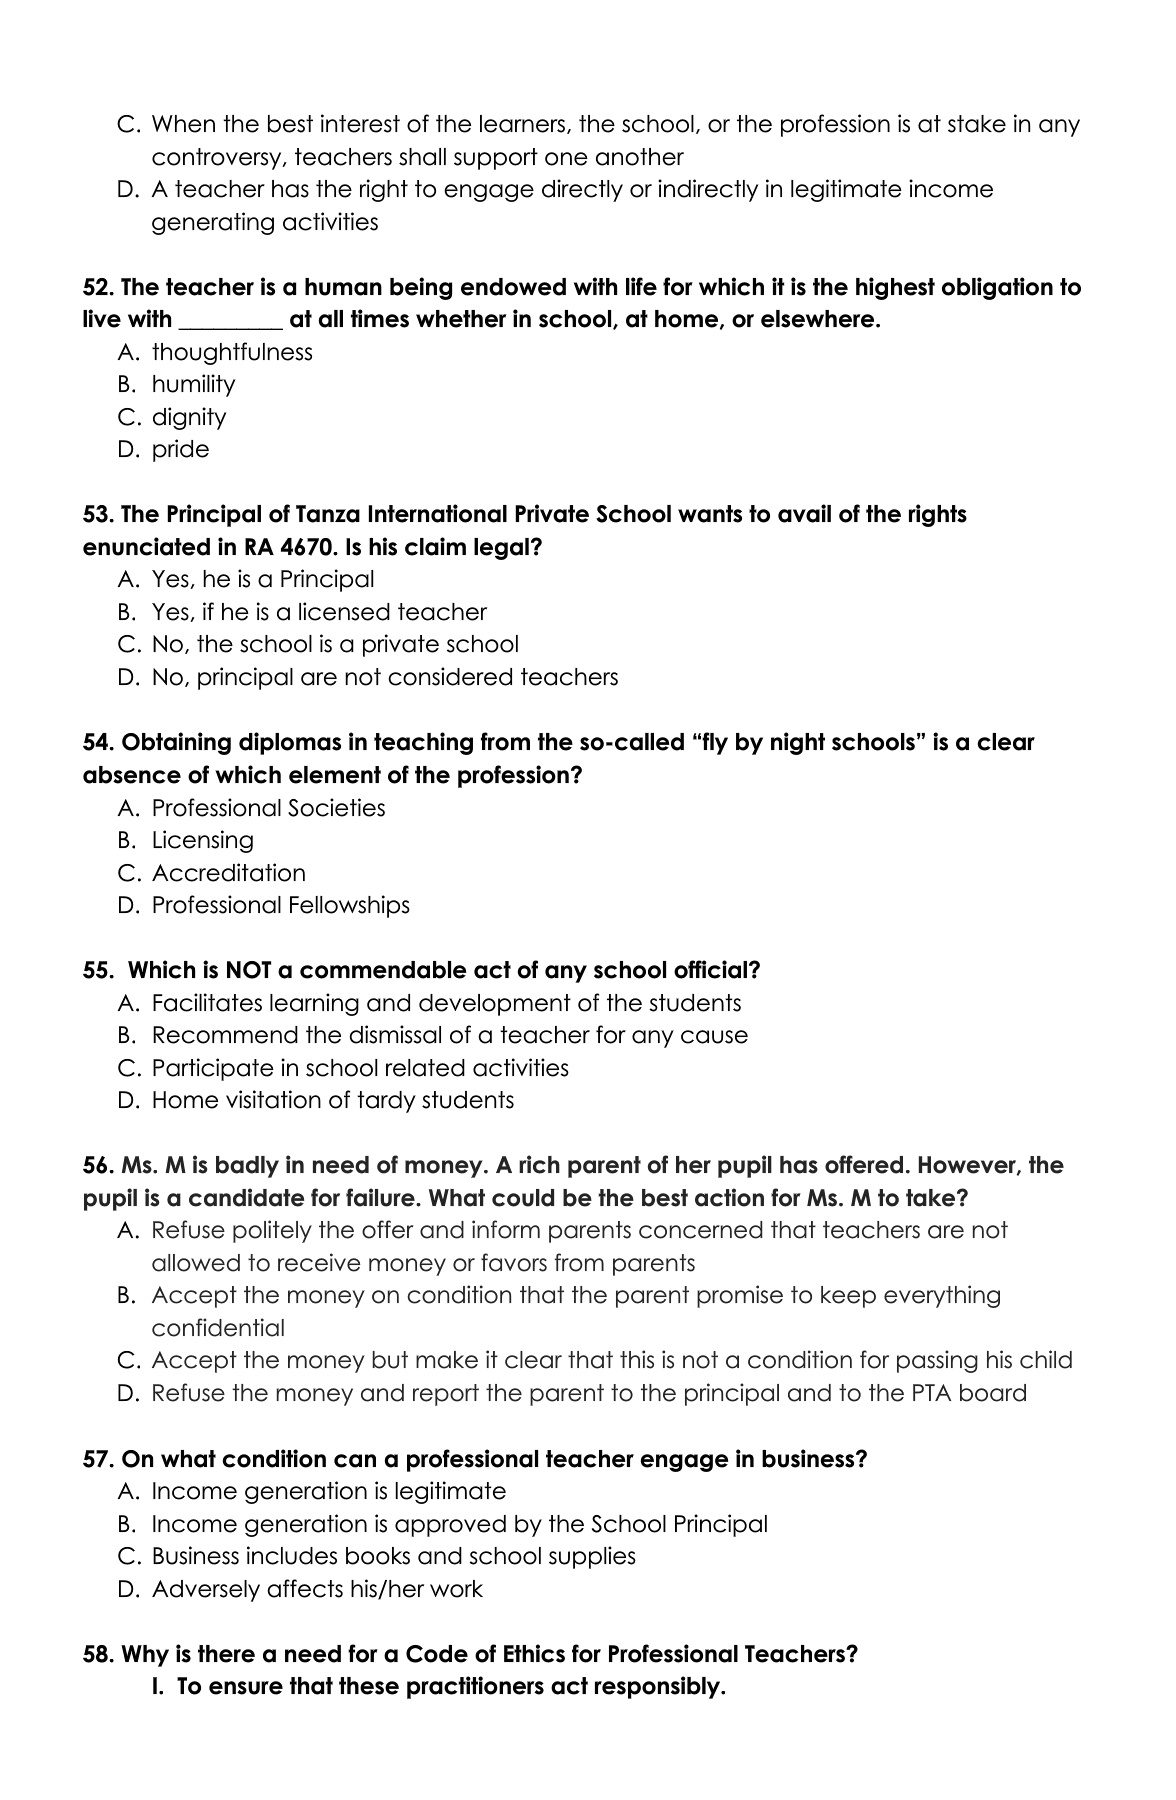 C. When the best interest of the learners, the school, or the profession is at stake in any
controversy, teachers shall support one another
D. A teacher has the right to engage directly or indirectly in legitimate income
generating activities
52. The teacher is a human being endowed with life for which it is the highest obligation to
live with _________ at all times whether in school, at home, or elsewhere.
A. thoughtfulness
B. humility
C. dignity
D. pride
53. The Principal of Tanza International Private School wants to avail of the rights
enunciated in RA 4670. Is his claim legal?
A. Yes, he is a Principal
B. Yes, if he is a licensed teacher
C. No, the school is a private school
D. No, principal are not considered teachers
54. Obtaining diplomas in teaching from the so-called “fly by night schools” is a clear
absence of which element of the profession?
A. Professional Societies
B. Licensing
C. Accreditation
D. Professional Fellowships
55. Which is NOT a commendable act of any school official?
A. Facilitates learning and development of the students
B. Recommend the dismissal of a teacher for any cause
C. Participate in school related activities
D. Home visitation of tardy students
56. Ms. M is badly in need of money. A rich parent of her pupil has offered. However, the
pupil is a candidate for failure. What could be the best action for Ms. M to take?
A. Refuse politely the offer and inform parents concerned that teachers are not
allowed to receive money or favors from parents
B. Accept the money on condition that the parent promise to keep everything
confidential
C. Accept the money but make it clear that this is not a condition for passing his child
D. Refuse the money and report the parent to the principal and to the PTA board
57. On what condition can a professional teacher engage in business?
A. Income generation is legitimate
B. Income generation is approved by the School Principal
C. Business includes books and school supplies
D. Adversely affects his/her work
58. Why is there a need for a Code of Ethics for Professional Teachers?
I. To ensure that these practitioners act responsibly.